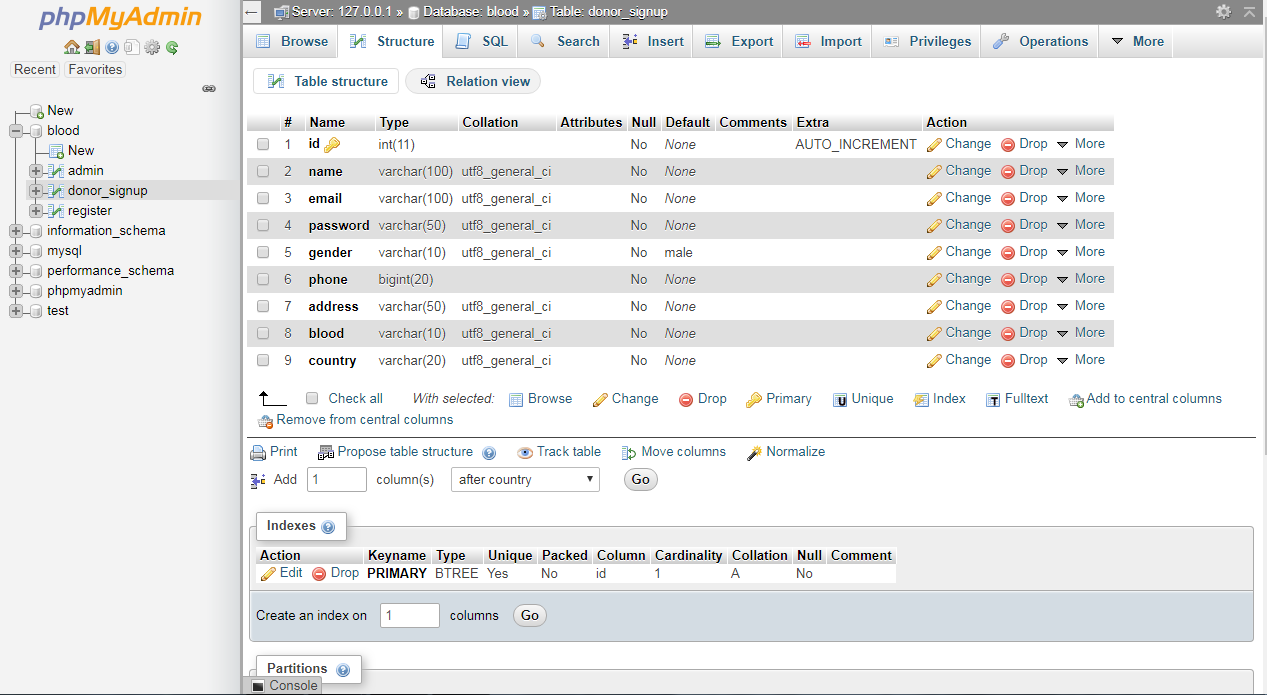 phpMyAdmin
Recent Favorites
New
blood
New
admin
donor_signup
register
information_schema
mysql
performance_schema
phpmyadmin
test
Server: 127.0.0.1 » Database: blood » Table: donor_signup
Browse Structure SQL Search Insert Export Import Privileges Operations More
Table structure Relation view
# Name Type Collation Attributes Null Default Comments Extra Action
1 id int(11) No None AUTO_INCREMENT Change Drop More
2 name varchar(100) utf8_general_ci No None Change Drop More
3 email varchar(100) utf8_general_ci No None Change Drop More
4 password varchar(50) utf8_general_ci No None Change Drop More
5 gender varchar(10) utf8_general_ci No male Change Drop More
6 phone bigint(20) No None Change Drop More
7 address varchar(50) utf8_general_ci No None Change Drop More
8 blood varchar(10) utf8_general_ci No None Change Drop More
9 country varchar(20) utf8_general_ci No None Change Drop More
Check all With selected: Browse Change Drop Primary Unique Index Fulltext Add to central columns
Remove from central columns
Print Propose table structure Track table Move columns Normalize
Add 1 column(s) after country Go
Indexes
Action Keyname Type Unique Packed Column Cardinality Collation Null Comment
Edit Drop PRIMARY BTREE Yes No id 1 A No
Create an index on 1 columns Go
Partitions
Console